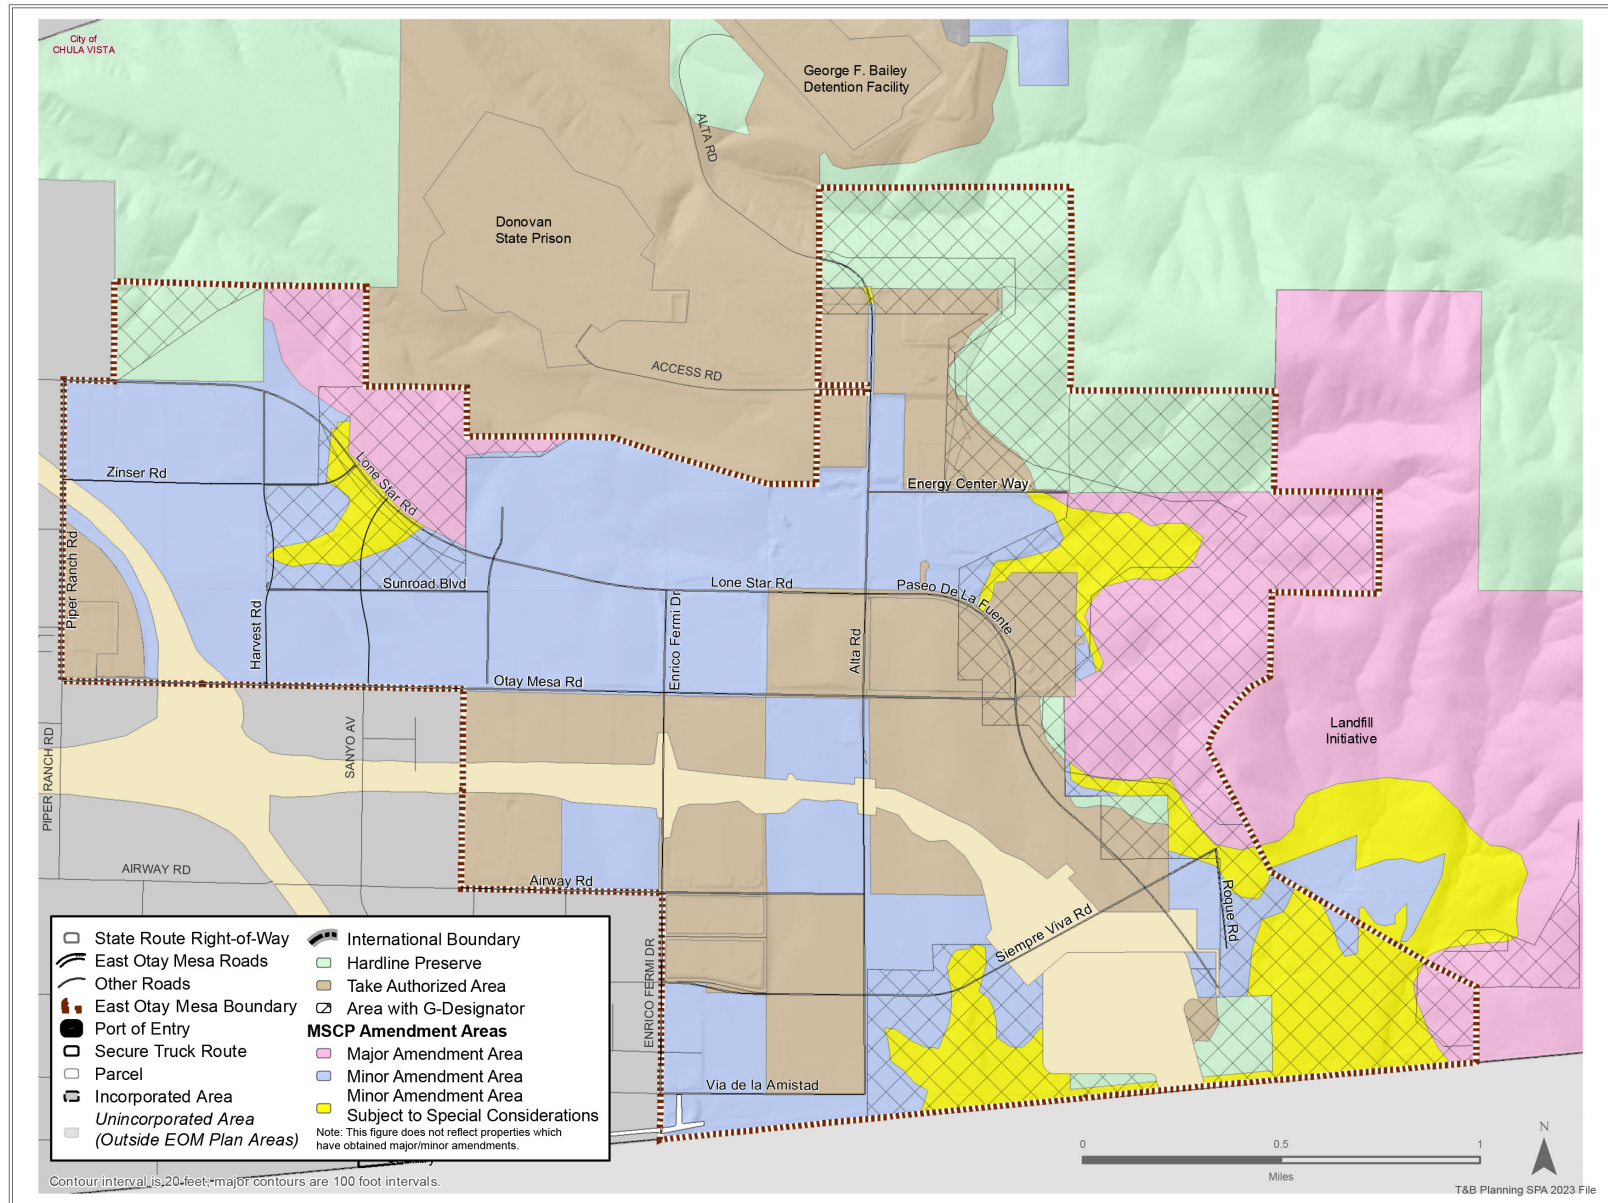 City of
CHULA VISTA
George F. Bailey
Detention Facility
ALTA RD
Donovan
State Prison
ACCESS RD
Zinser Rd
Lone Star Rd
Energy Center Way
Piper Ranch Rd
Sunroad Blvd
Lone Star Rd
Paseo De La Fuente
Harvest Rd
Enrico Fermi Dr
Alta Rd
Otay Mesa Rd
SANYO AV
PIPER RANCH RD
Landfill
Initiative
AIRWAY RD
Airway Rd
Roque Rd
Siempre Viva Rd
ENRICO FERMI DR
Via de la Amistad
State Route Right-of-Way
East Otay Mesa Roads
Other Roads
East Otay Mesa Boundary
Port of Entry
Secure Truck Route
Parcel
Incorporated Area
Unincorporated Area
(Outside EOM Plan Areas)
International Boundary
Hardline Preserve
Take Authorized Area
Area with G-Designator
MSCP Amendment Areas
Major Amendment Area
Minor Amendment Area
Minor Amendment Area
Subject to Special Considerations
Note: This figure does not reflect properties which
have obtained major/minor amendments.
Contour interval is 20 feet; major contours are 100 foot intervals.
0 0.5 1
Miles
N
T&B Planning SPA 2023 File